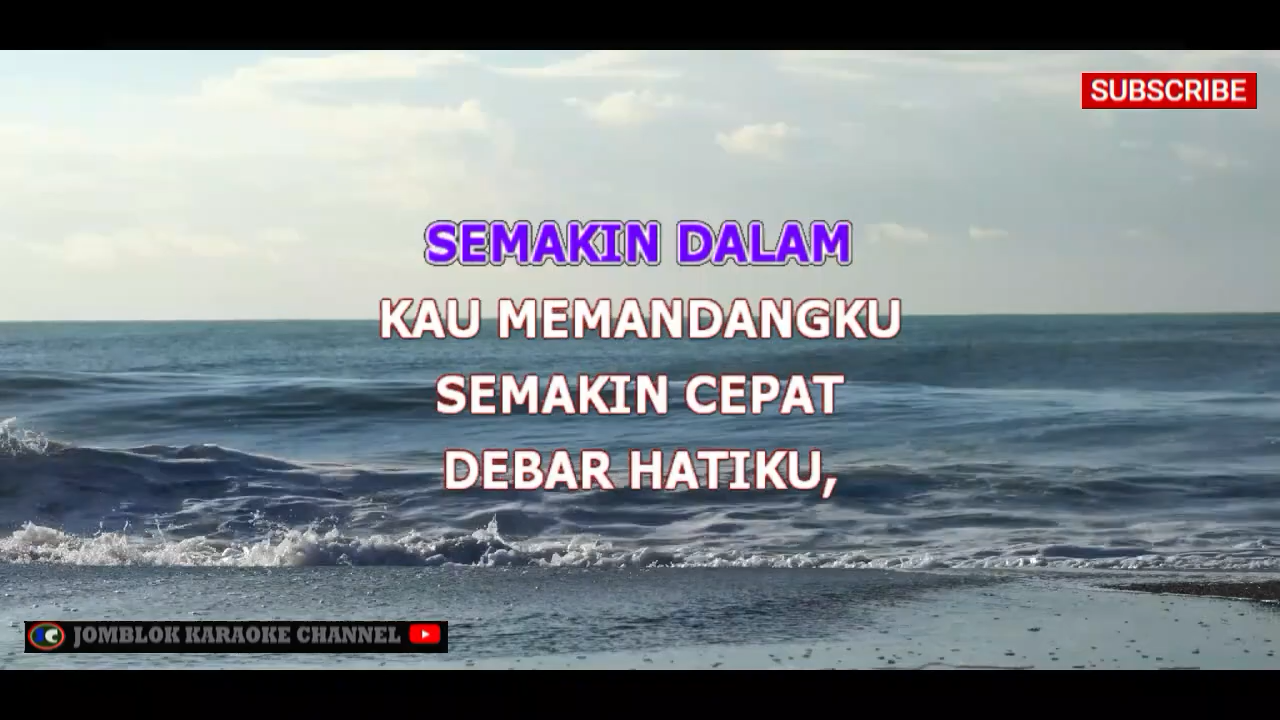 SUBSCRIBE
SEMAKIN DALAM
KAU MEMANDANGKU
SEMAKIN CEPAT
DEBAR HATIKU,
JOMBLOK KARAOKE CHANNEL